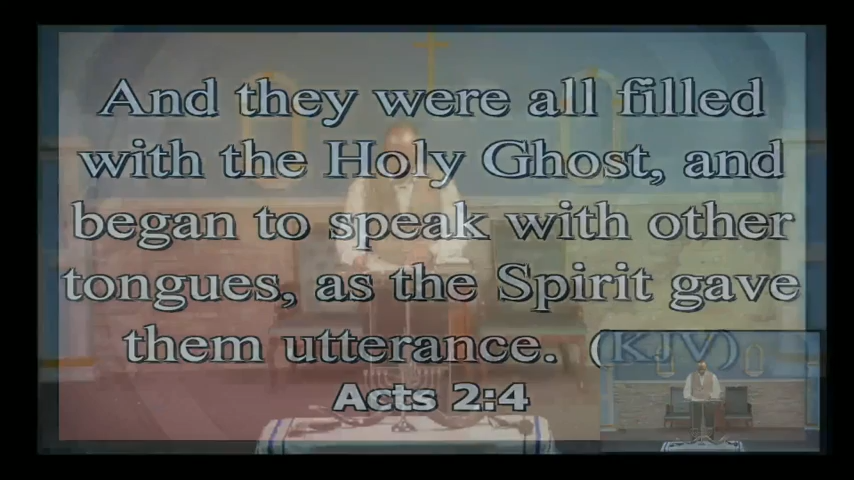 And they were all filled
with the Holy Ghost, and
began to speak with other
tongues, as the Spirit gave
them utterance. (KJV)
Acts 2:4